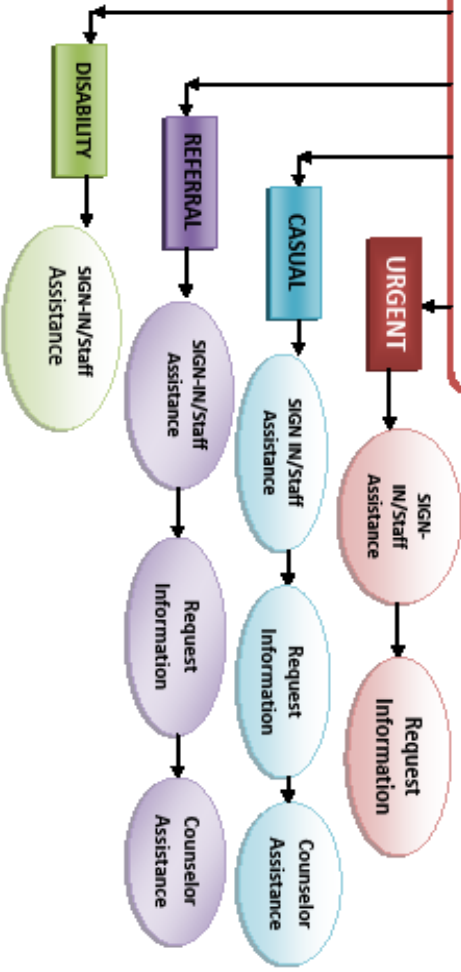 URGENT
SIGN-
IN/Staff
Assistance
Request
Information
CASUAL
SIGN IN/Staff
Assistance
Request
Information
Counselor
Assistance
REFERRAL
SIGN-IN/Staff
Assistance
Request
Information
Counselor
Assistance
DISABILITY
SIGN-IN/Staff
Assistance